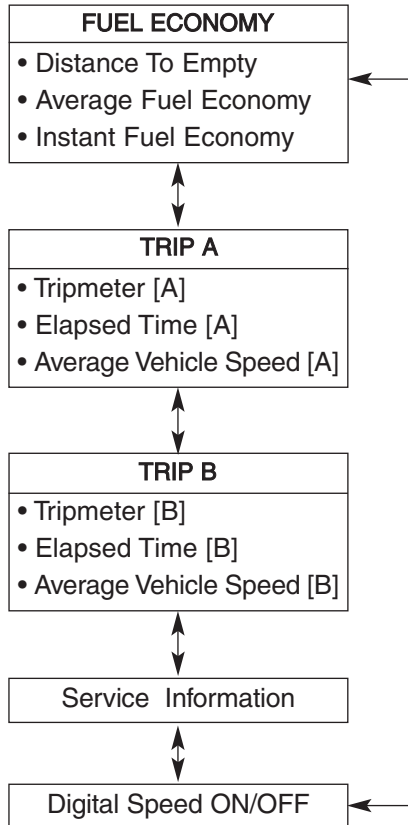 FUEL ECONOMY
• Distance To Empty
• Average Fuel Economy
• Instant Fuel Economy
TRIP A
• Tripmeter [A]
• Elapsed Time [A]
• Average Vehicle Speed [A]
TRIP B
• Tripmeter [B]
• Elapsed Time [B]
• Average Vehicle Speed [B]
Service Information
Digital Speed ON/OFF